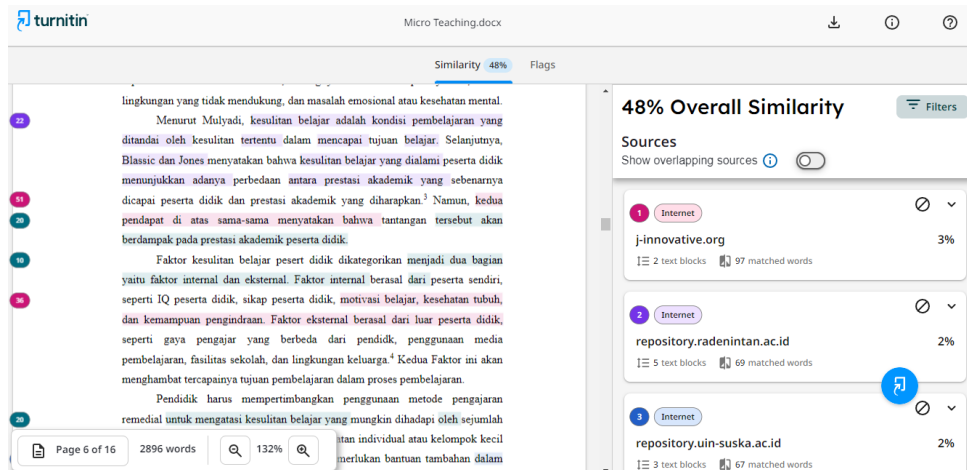 turnitin
Micro Teaching.docx
Similarity 48% Flags
lingkungan yang tidak mendukung, dan masalah emosional atau kesehatan mental.
22
Menurut Mulyadi, kesulitan belajar adalah kondisi pembelajaran yang
ditandai oleh kesulitan tertentu dalam mencapai tujuan belajar. Selanjutnya,
Blassic dan Jones menyatakan bahwa kesulitan belajar yang dialami peserta didik
menunjukkan adanya perbedaan antara prestasi akademik yang sebenarnya
51
dicapai peserta didik dan prestasi akademik yang diharapkan.3 Namun, kedua
20
pendapat di atas sama-sama menyatakan bahwa tantangan tersebut akan
berdampak pada prestasi akademik peserta didik.
10
Faktor kesulitan belajar pesert didik dikategorikan menjadi dua bagian
yaitu faktor internal dan eksternal. Faktor internal berasal dari peserta sendiri,
36
seperti IQ peserta didik, sikap peserta didik, motivasi belajar, kesehatan tubuh,
dan kemampuan pengindraan. Faktor eksternal berasal dari luar peserta didik,
seperti gaya pengajar yang berbeda dari pendidk, penggunaan media
pembelajaran, fasilitas sekolah, dan lingkungan keluarga.4 Kedua Faktor ini akan
menghambat tercapainya tujuan pembelajaran dalam proses pembelajaran.
Pendidik harus mempertimbangkan penggunaan metode pengajaran
20
remedial untuk mengatasi kesulitan belajar yang mungkin dihadapi oleh sejumlah
individual atau kelompok kecil
bantuan tambahan dalam
Page 6 of 16 2896 words 132%
48% Overall Similarity
Filters
Sources
Show overlapping sources
1 Internet
j-innovative.org 3%
2 text blocks 97 matched words
2 Internet
repository.radenintan.ac.id 2%
5 text blocks 69 matched words
3 Internet
repository.uin-suska.ac.id 2%
3 text blocks 67 matched words